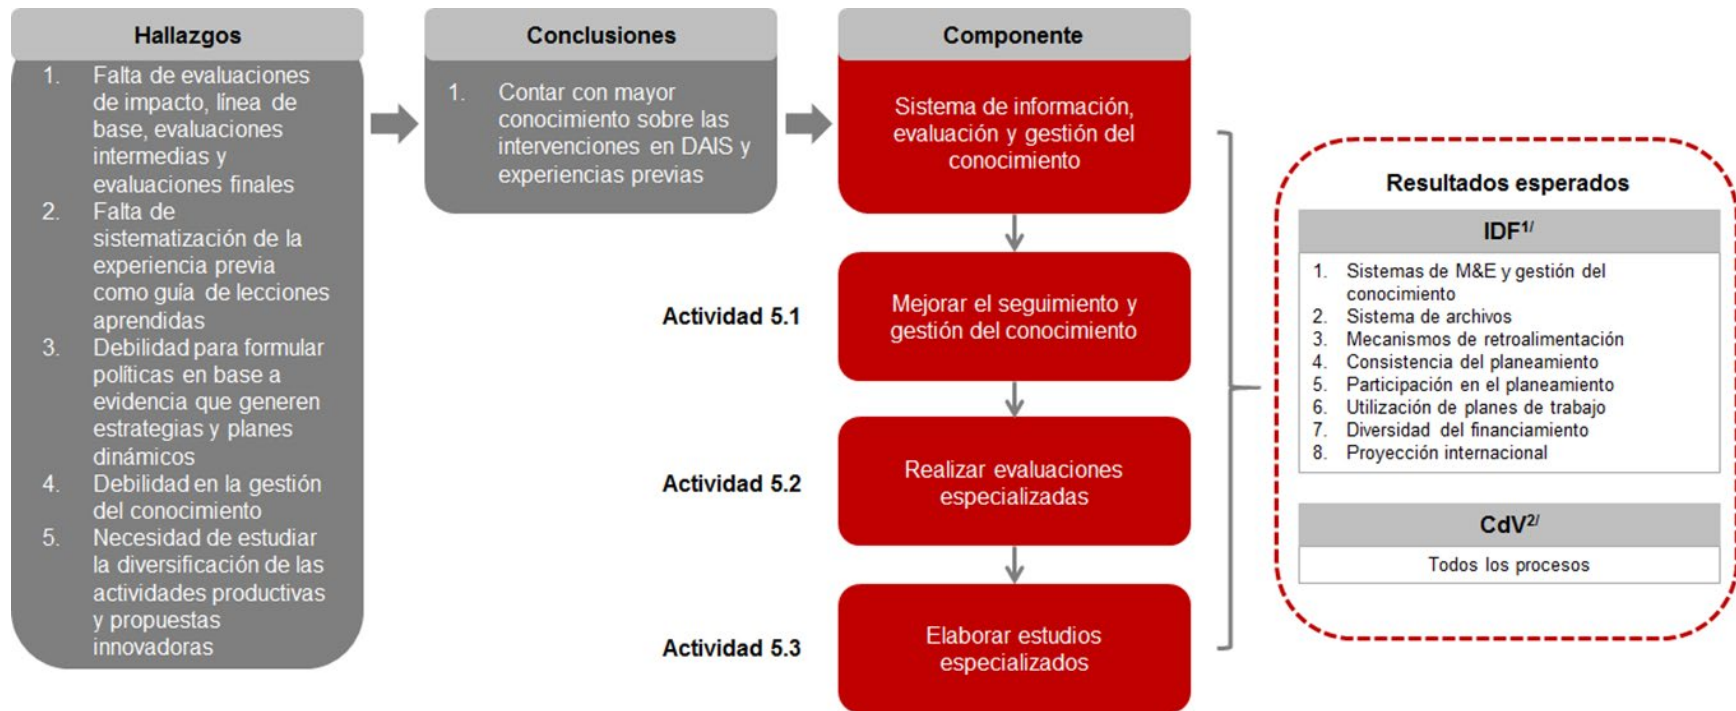 Hallazgos
1. Falta de evaluaciones
de impacto, línea de
base, evaluaciones
intermedias y
evaluaciones finales
2. Falta de
sistematización de la
experiencia previa
como guía de lecciones
aprendidas
3. Debilidad para formular
políticas en base a
evidencia que generen
estrategias y planes
dinámicos
4. Debilidad en la gestión
del conocimiento
5. Necesidad de estudiar
la diversificación de las
actividades productivas
y propuestas
innovadoras
Conclusiones
1. Contar con mayor
conocimiento sobre las
intervenciones en DAIS y
experiencias previas
Componente
Sistema de información,
evaluación y gestión del
conocimiento
Actividad 5.1
Mejorar el seguimiento y
gestión del conocimiento
Actividad 5.2
Realizar evaluaciones
especializadas
Actividad 5.3
Elaborar estudios
especializados
Resultados esperados
IDF1/
1. Sistemas de M&E y gestión del
conocimiento
2. Sistema de archivos
3. Mecanismos de retroalimentación
4. Consistencia del planeamiento
5. Participación en el planeamiento
6. Utilización de planes de trabajo
7. Diversidad del financiamiento
8. Proyección internacional
CdV2/
Todos los procesos